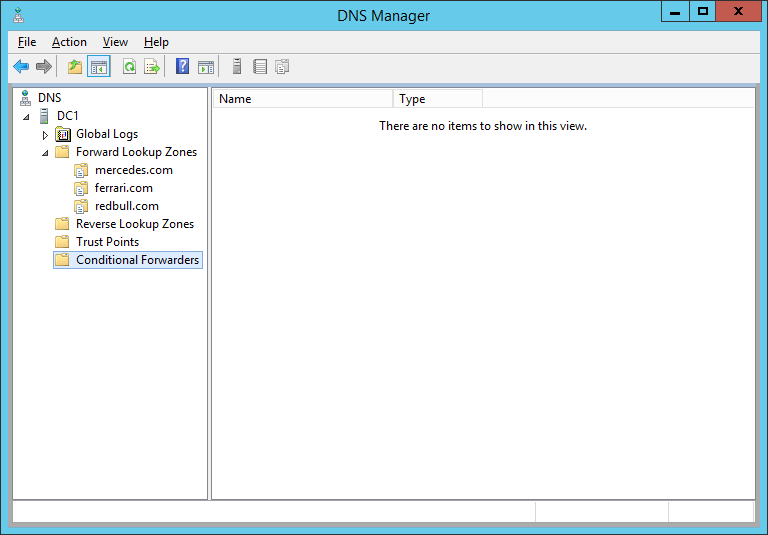 DNS Manager
File Action View Help
DNS
DC1
Global Logs
Forward Lookup Zones
mercedes.com
ferrari.com
redbull.com
Reverse Lookup Zones
Trust Points
Conditional Forwarders
Name Type
There are no items to show in this view.